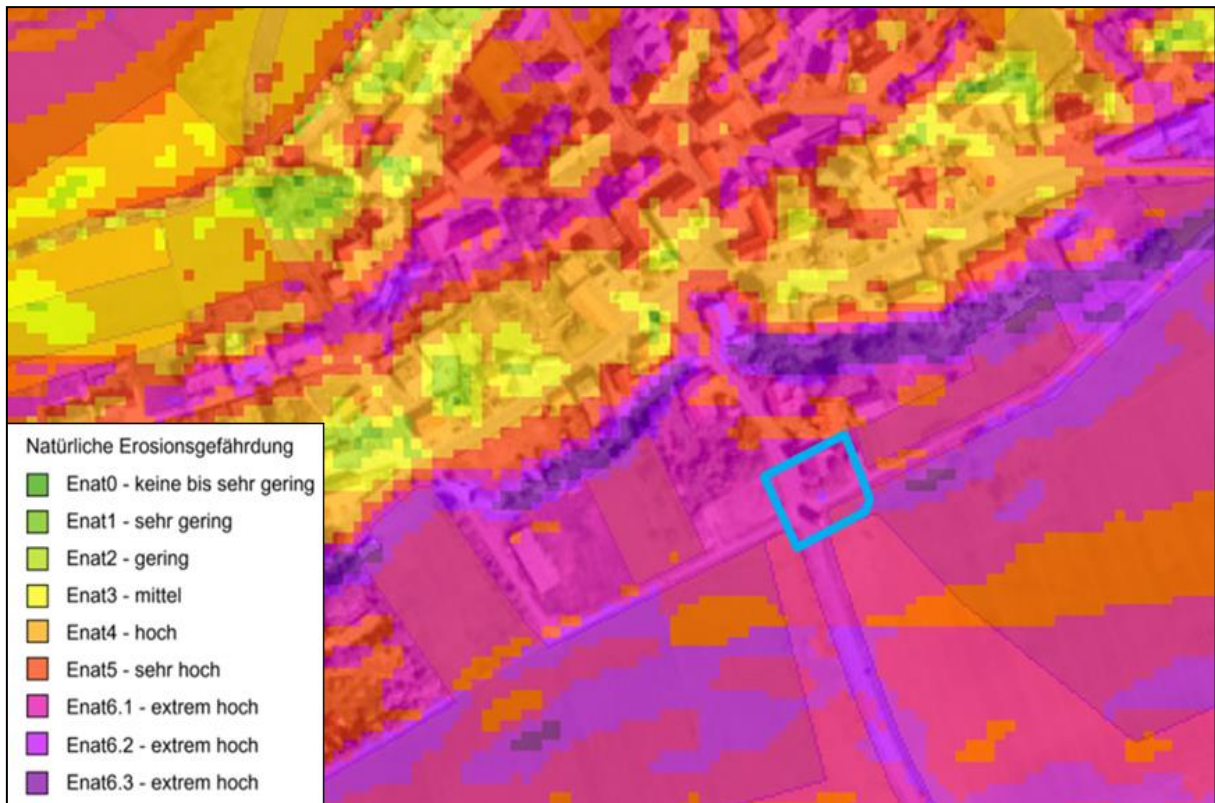 Natürliche Erosionsgefährdung
Enat0 - keine bis sehr gering
Enat1 - sehr gering
Enat2 - gering
Enat3 - mittel
Enat4 - hoch
Enat5 - sehr hoch
Enat6.1 - extrem hoch
Enat6.2 - extrem hoch
Enat6.3 - extrem hoch